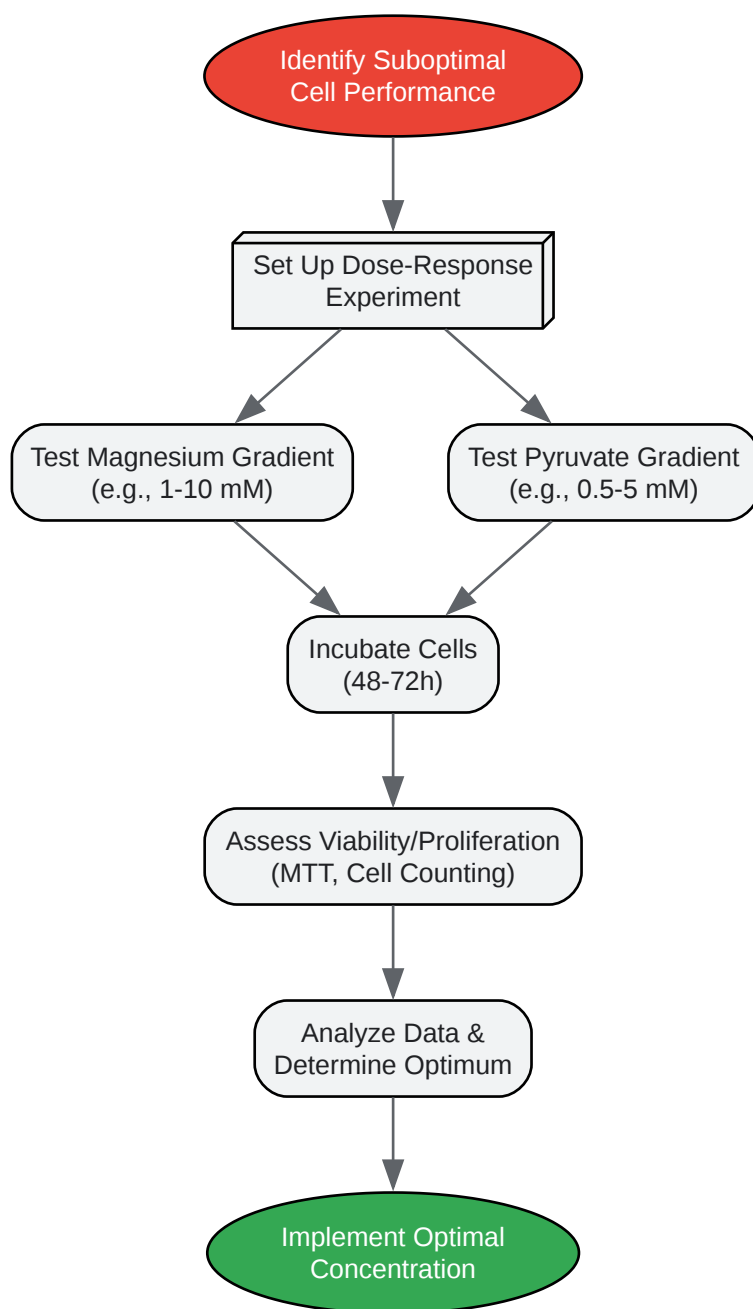 Identify Suboptimal
Cell Performance
Set Up Dose-Response
Experiment
Test Magnesium Gradient
(e.g., 1-10 mM)
Test Pyruvate Gradient
(e.g., 0.5-5 mM)
Incubate Cells
(48-72h)
Assess Viability/Proliferation
(MTT, Cell Counting)
Analyze Data &
Determine Optimum
Implement Optimal
Concentration